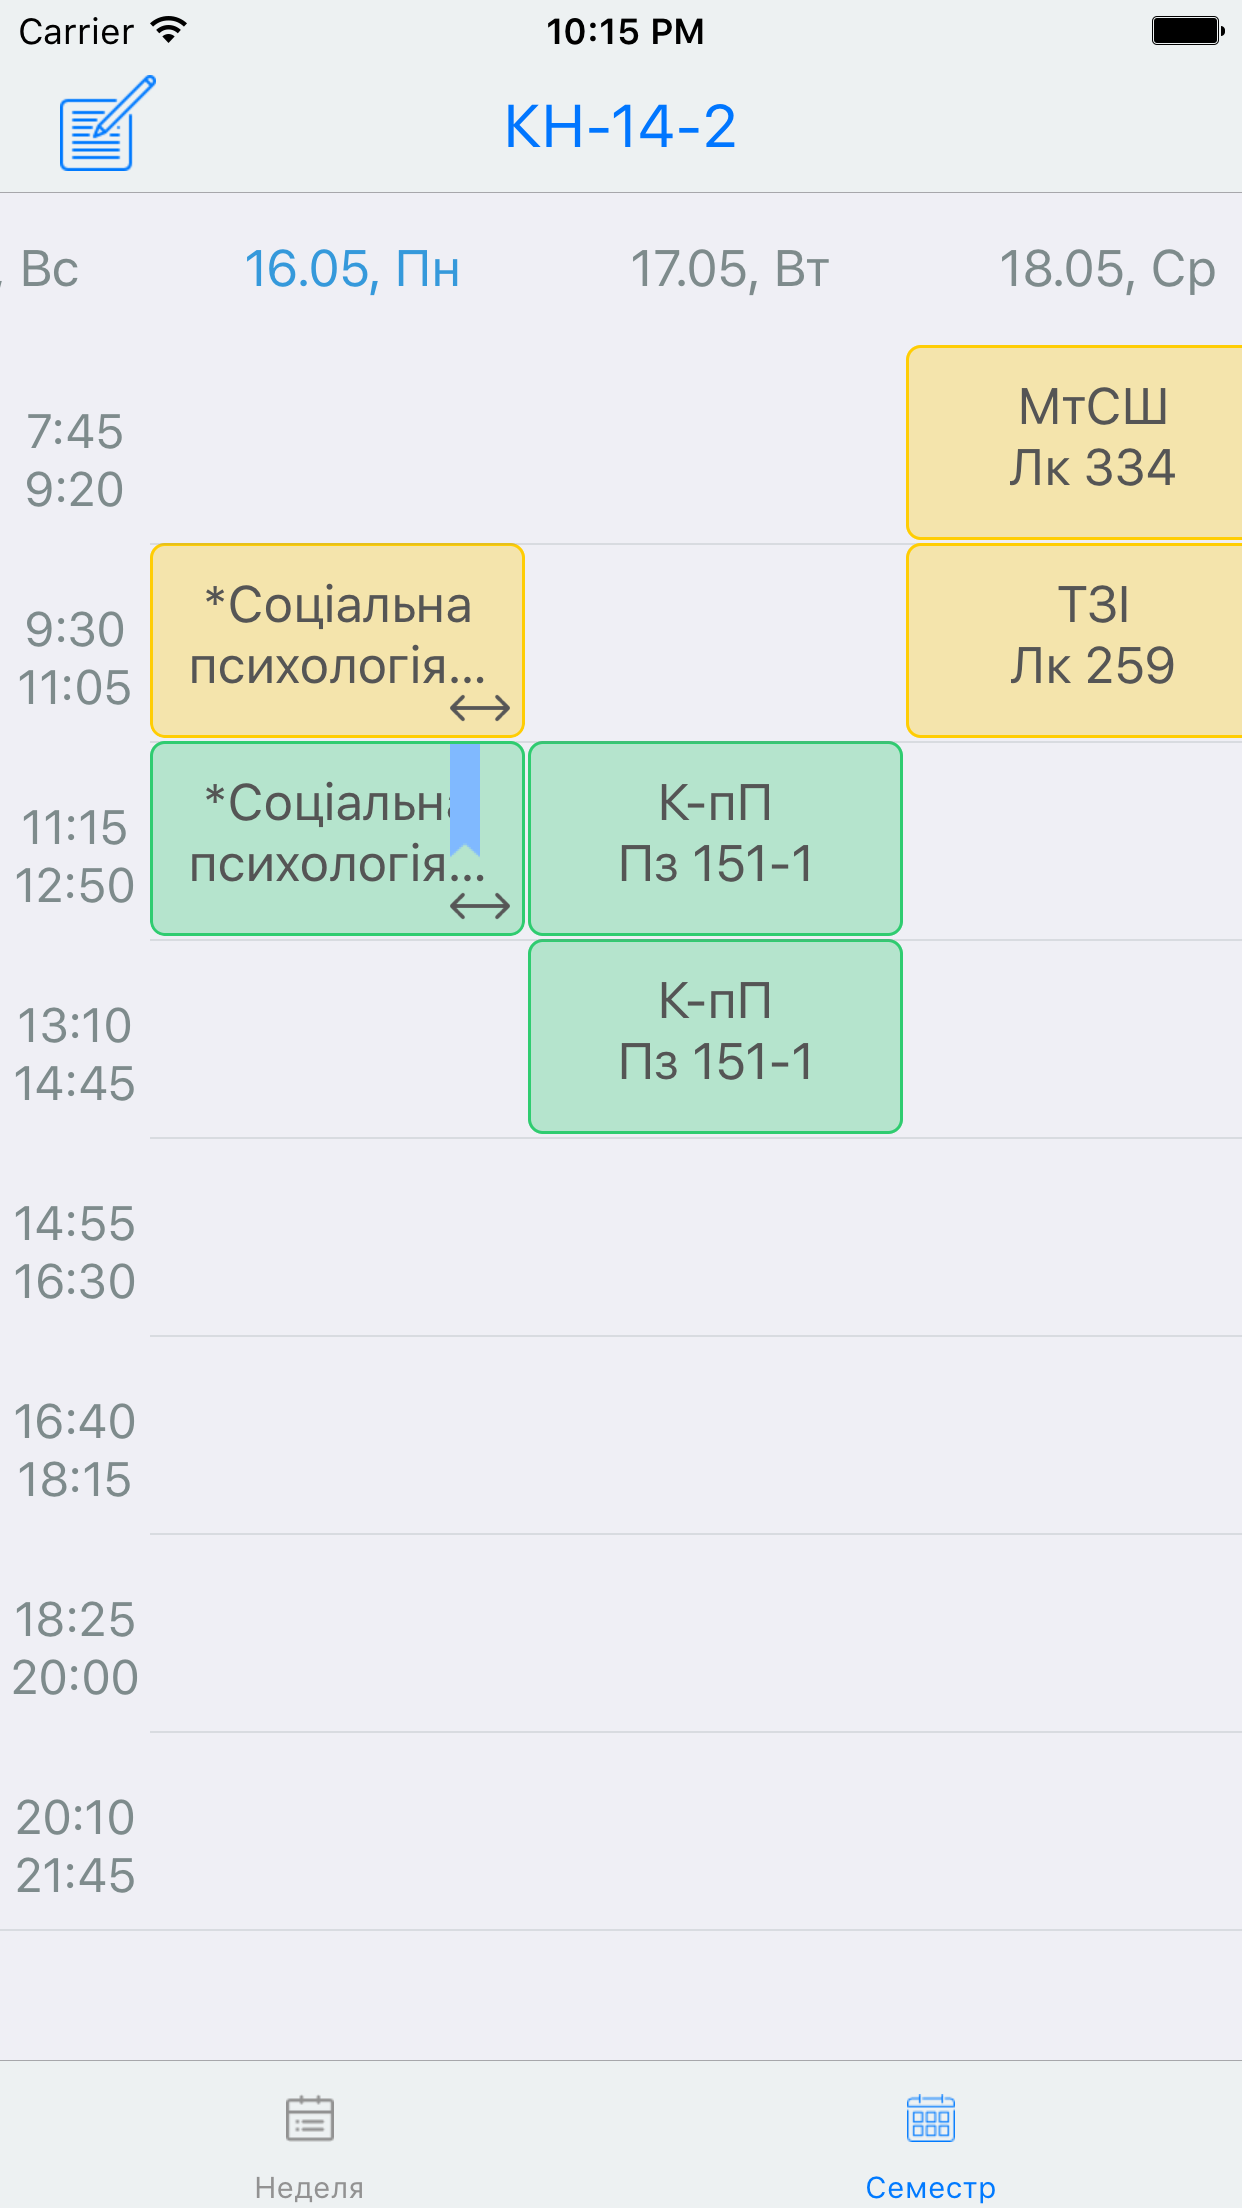 Carrier
10:15 PM
КН-14-2
, Вс
16.05, Пн
17.05, Вт
18.05, Ср
7:45
9:20
МтСШ
Лк 334
9:30
11:05
*Соціальна
психологія...
ТЗІ
Лк 259
11:15
12:50
*Соціальна
психологія...
К-пП
Пз 151-1
13:10
14:45
К-пП
Пз 151-1
14:55
16:30
16:40
18:15
18:25
20:00
20:10
21:45
Неделя
Семестр